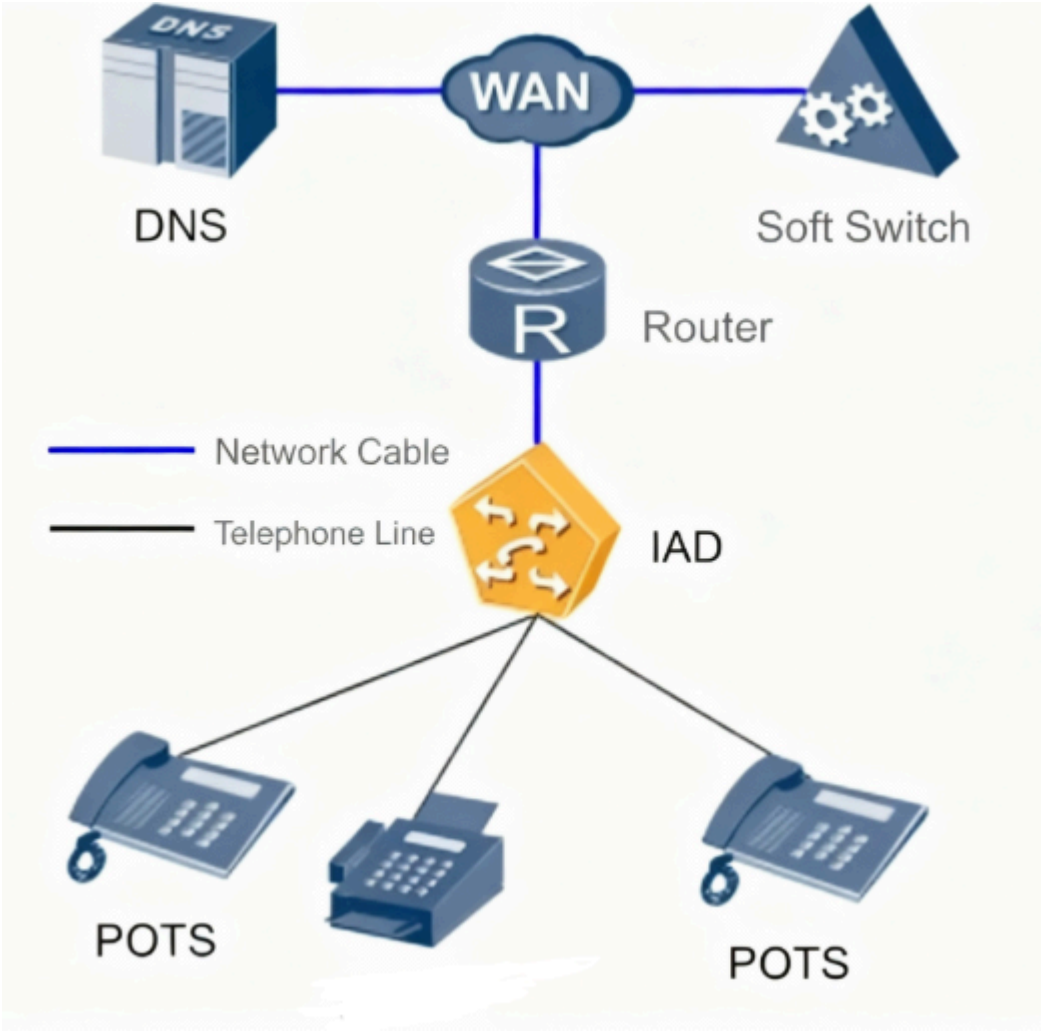 DNS
WAN
DNS
Soft Switch
R
Router
Network Cable
Telephone Line
IAD
POTS
POTS